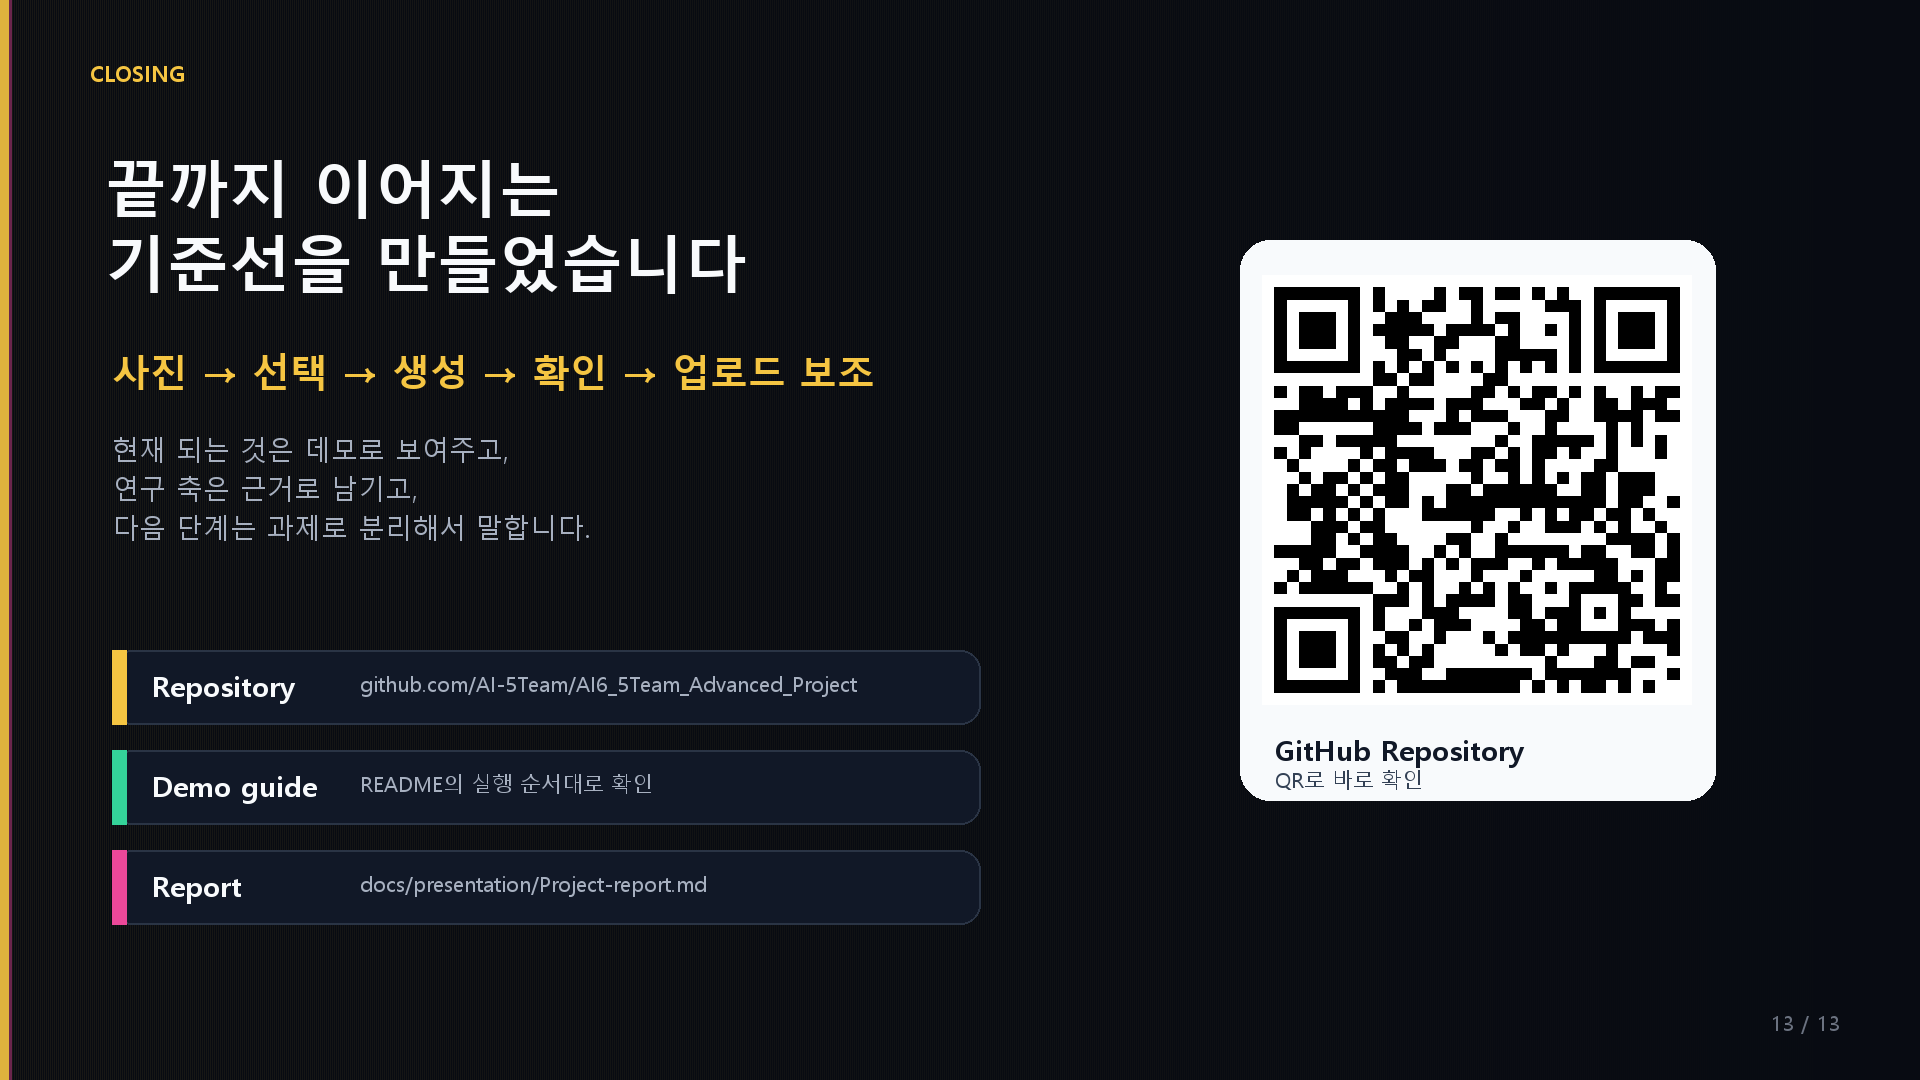 CLOSING
끝까지 이어지는
기준선을 만들었습니다
사진 → 선택 → 생성 → 확인 → 업로드 보조
현재 되는 것은 데모로 보여주고,
연구 축은 근거로 남기고,
다음 단계는 과제로 분리해서 말합니다.
Repository github.com/AI-5Team/AI6_5Team_Advanced_Project
Demo guide README의 실행 순서대로 확인
Report docs/presentation/Project-report.md
GitHub Repository
QR로 바로 확인
13 / 13